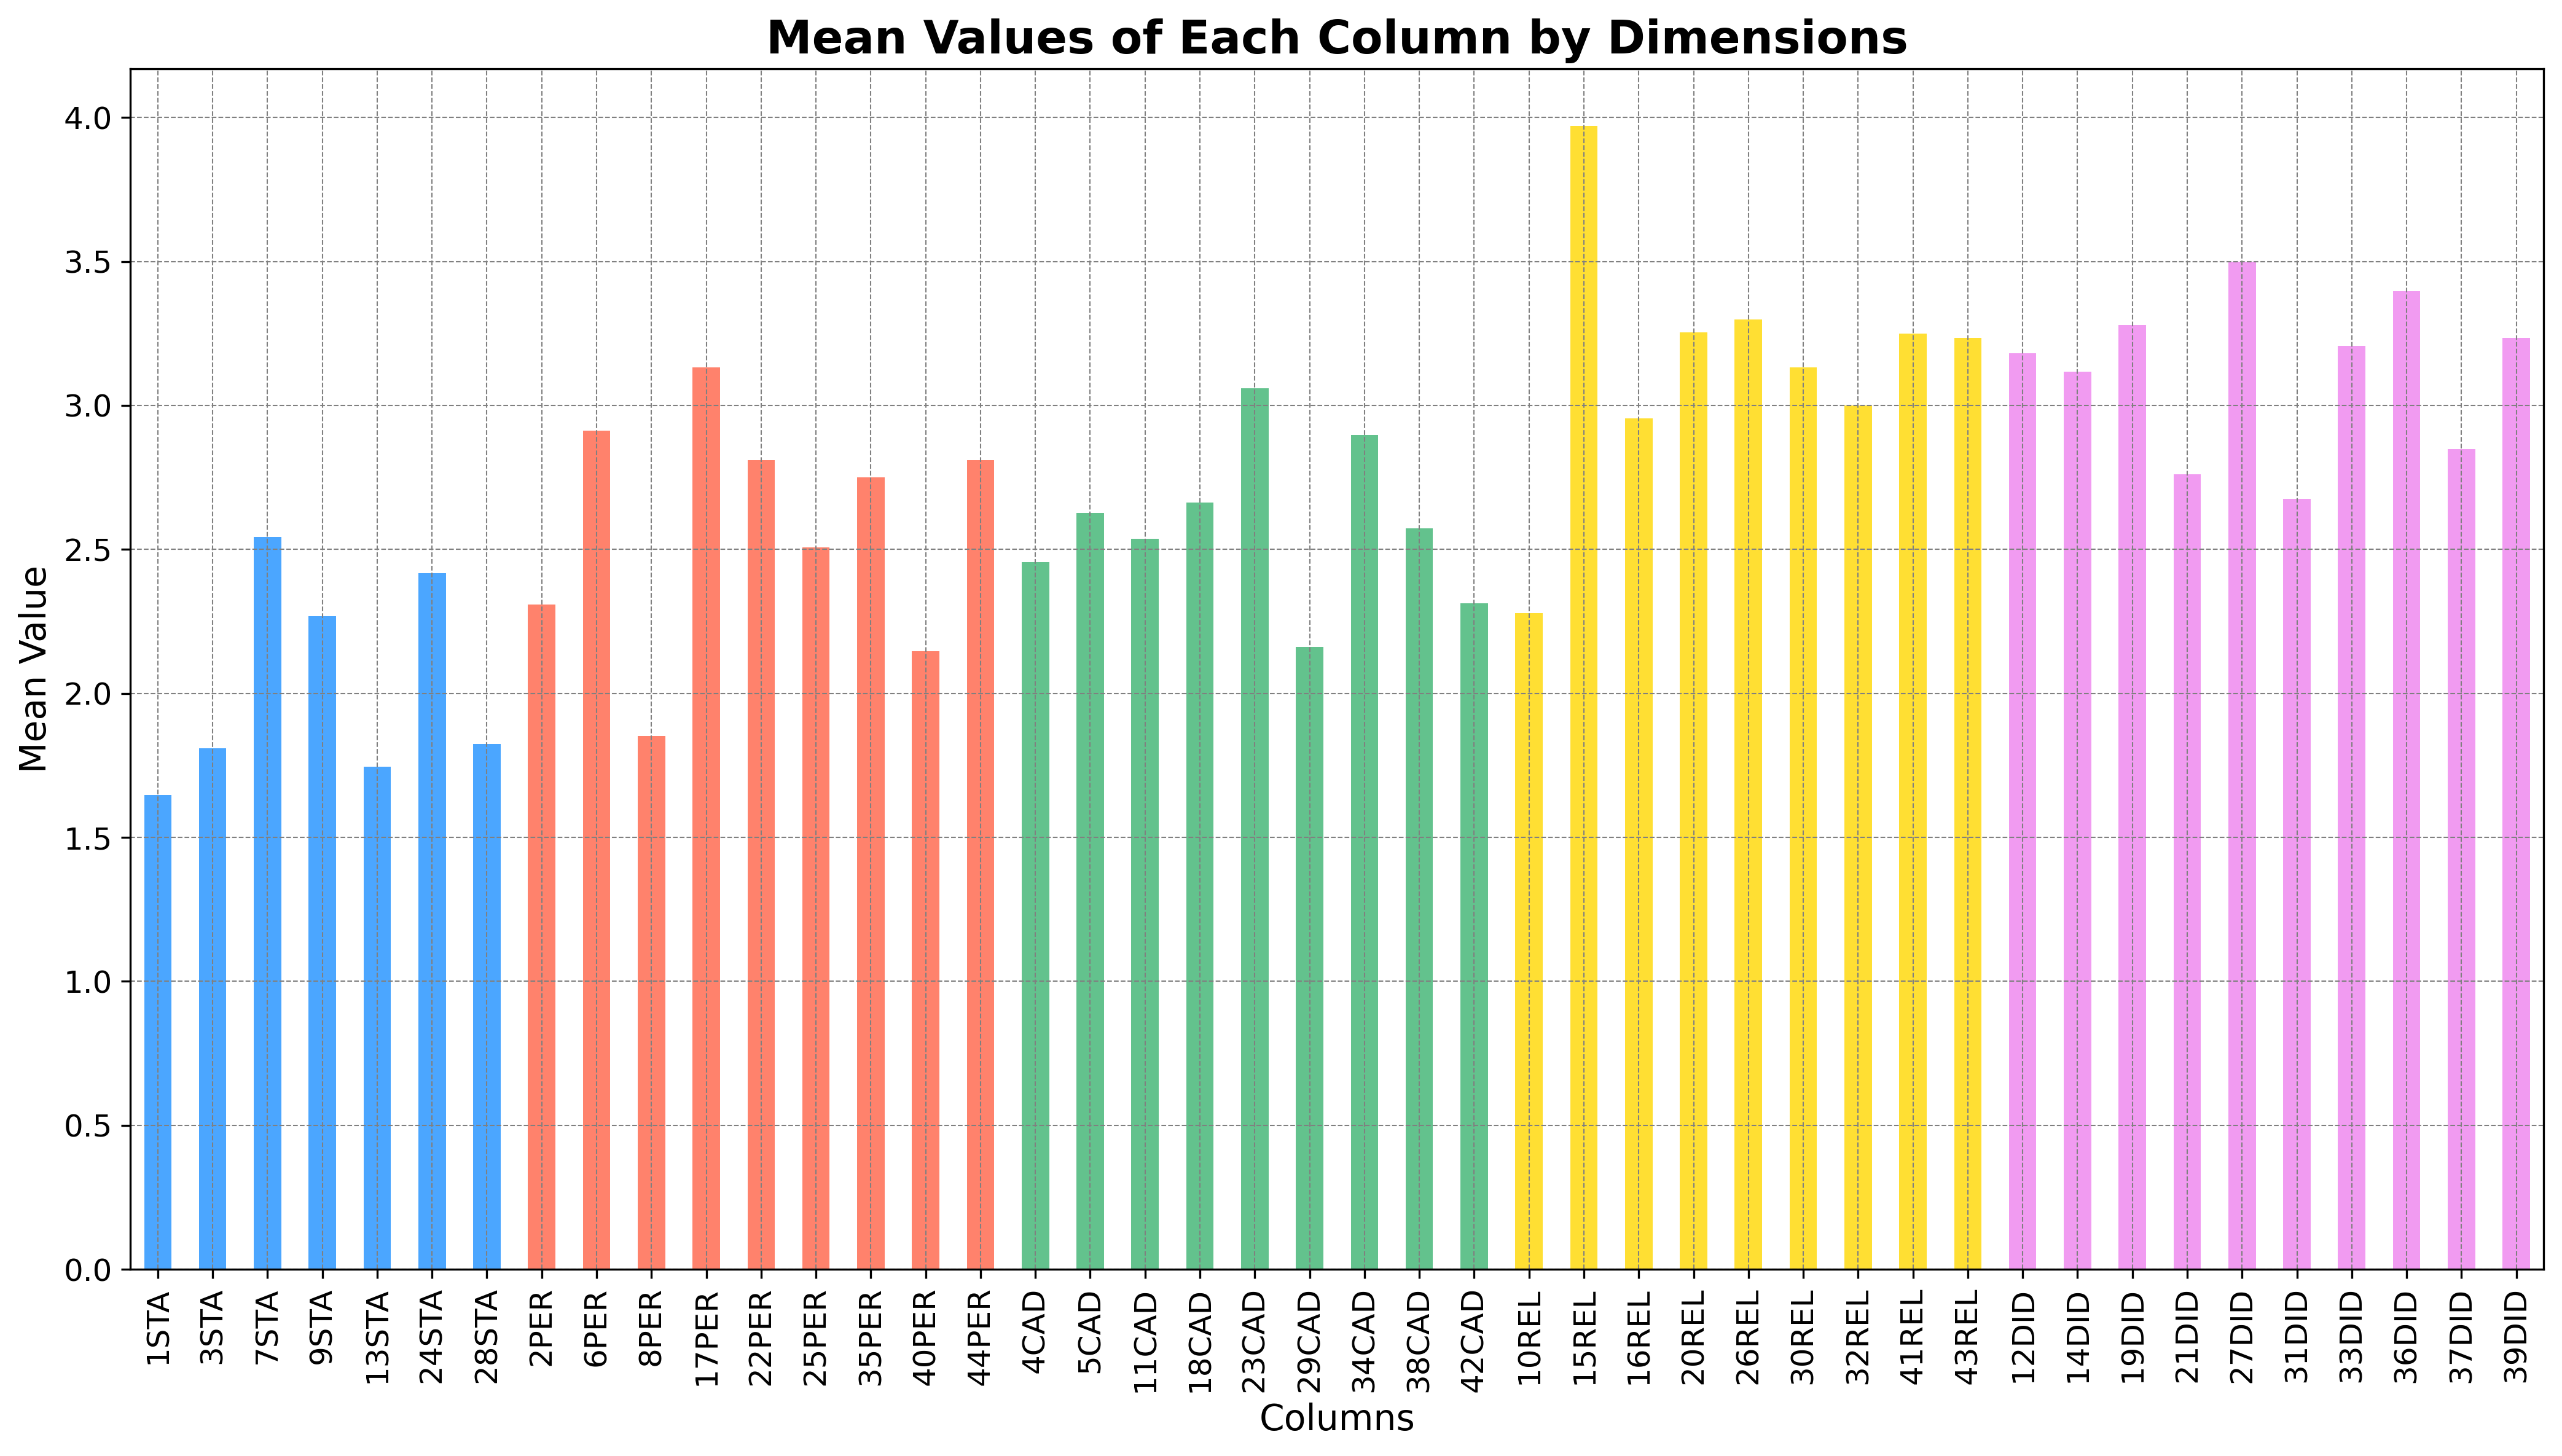 Mean Values of Each Column by Dimensions
Mean Value
4.0
3.5
3.0
2.5
2.0
1.5
1.0
0.5
0.0
1STA
3STA
7STA
9STA
13STA
24STA
28STA
2PER
6PER
8PER
17PER
22PER
25PER
35PER
40PER
44PER
4CAD
5CAD
11CAD
18CAD
23CAD
29CAD
34CAD
38CAD
42CAD
10REL
15REL
16REL
20REL
26REL
30REL
32REL
41REL
43REL
12DID
14DID
19DID
21DID
27DID
31DID
33DID
36DID
37DID
39DID
Columns